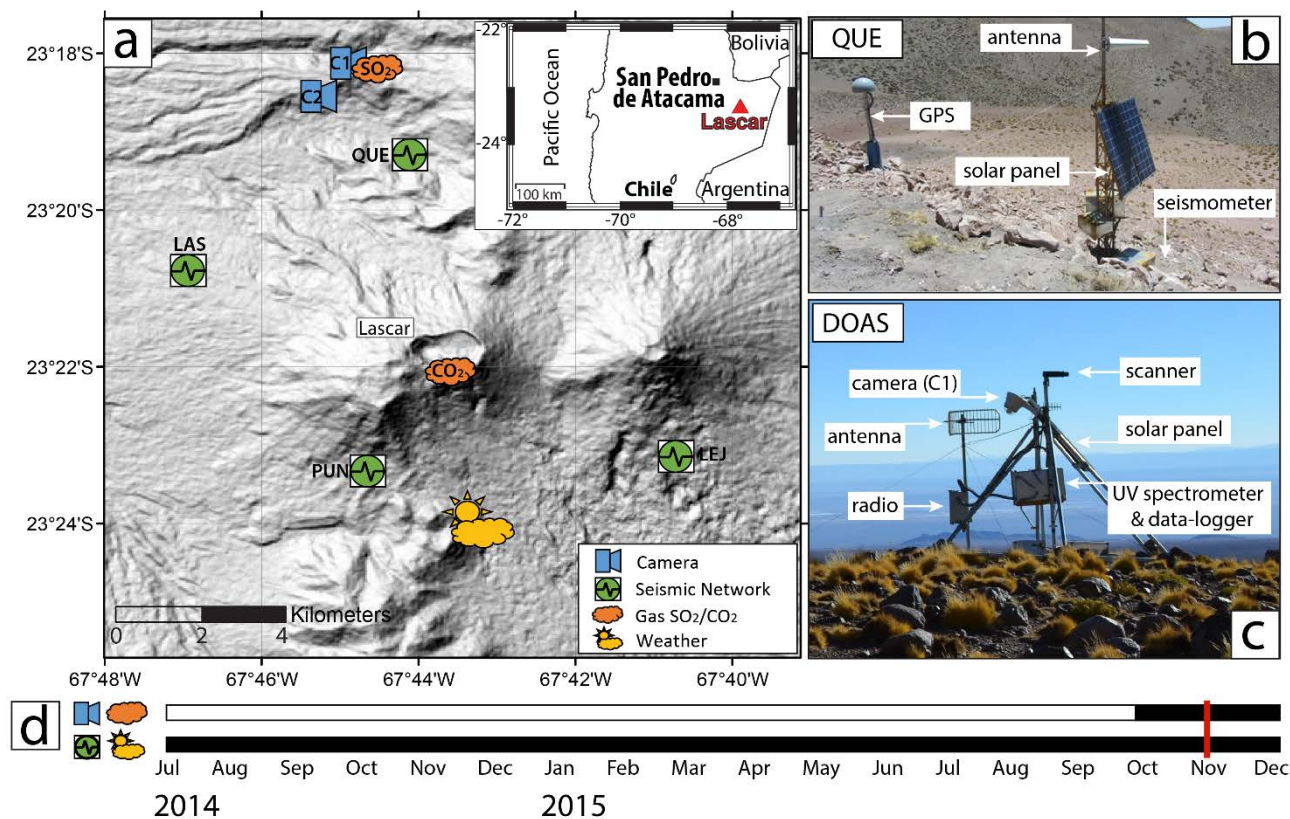 a
23°18'S
23°20'S
23°22'S
23°24'S
67°48'W
67°46'W
67°44'W
67°42'W
67°40'W
C1
SO₂
C2
QUE
LAS
Lascar
CO₂
PUN
LEJ
Kilometers
0 2 4
Camera
Seismic Network
Gas SO₂/CO₂
Weather
-22°
-24°
-72 -70 -68
Pacific Ocean
Bolivia
San Pedro
de Atacama
Lascar
Chile
Argentina
100 km
b
QUE
antenna
GPS
solar panel
seismometer
c
DOAS
camera (C1)
scanner
antenna
solar panel
radio
UV spectrometer
& data-logger
d
Jul Aug Sep Oct Nov Dec Jan Feb Mar Apr May Jun Jul Aug Sep Oct Nov Dec
2014 2015